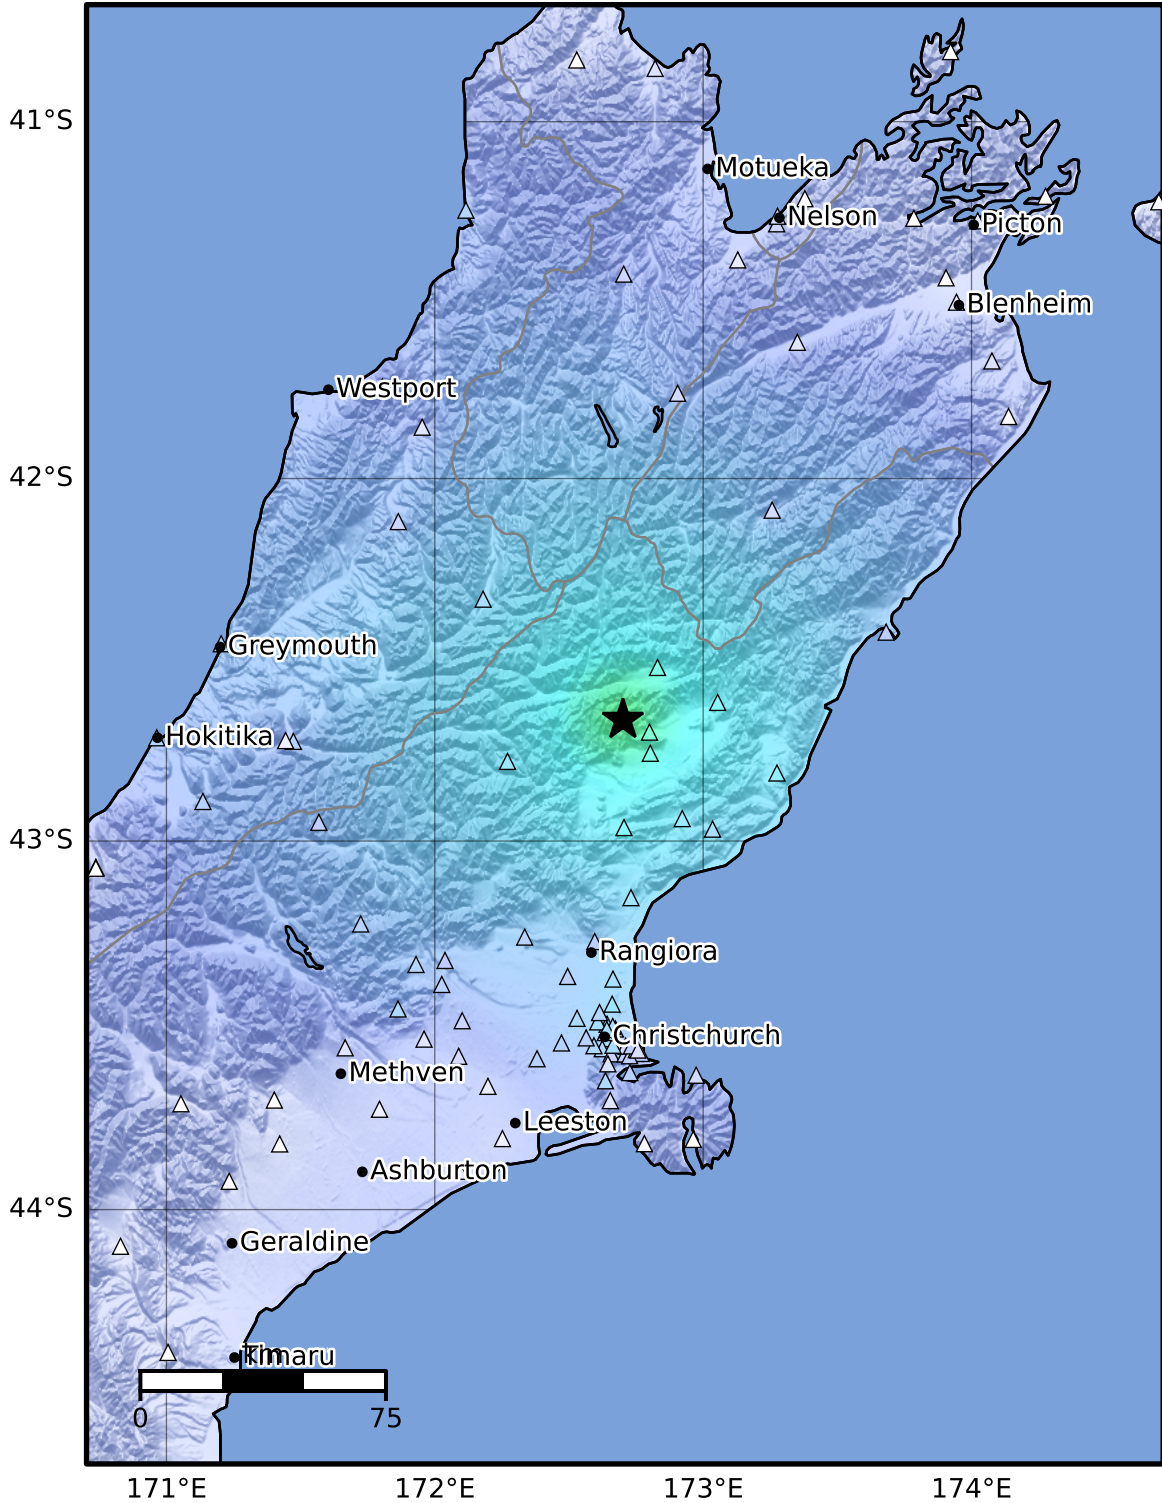 41°S
Motueka
Nelson
Picton
Blenheim
Westport
42°S
Greymouth
Hokitika
43°S
Rangiora
Christchurch
Methven
Leeston
Ashburton
44°S
Geraldine
km
Timaru
0 75
171°E 172°E 173°E 174°E